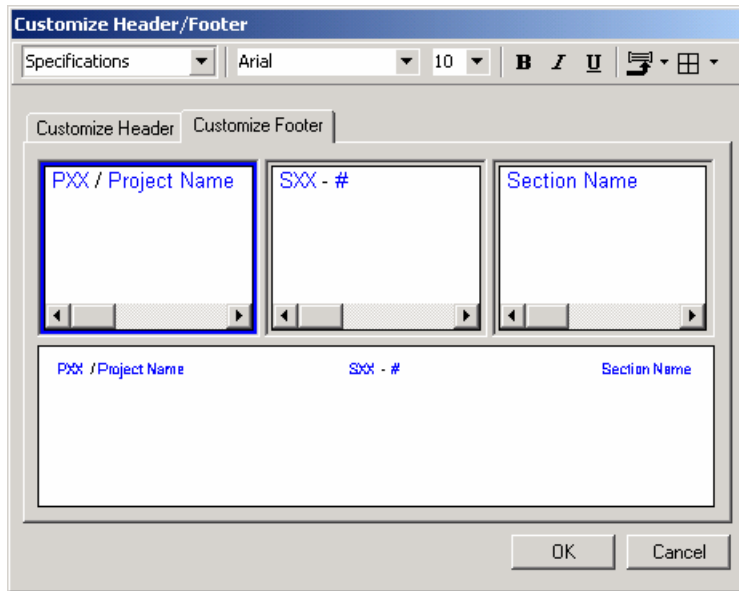 Customize Header/Footer
Specifications Arial 10 B I U
Customize Header Customize Footer
PXX / Project Name SXX - # Section Name
PXX / Project Name SXX - # Section Name
OK Cancel